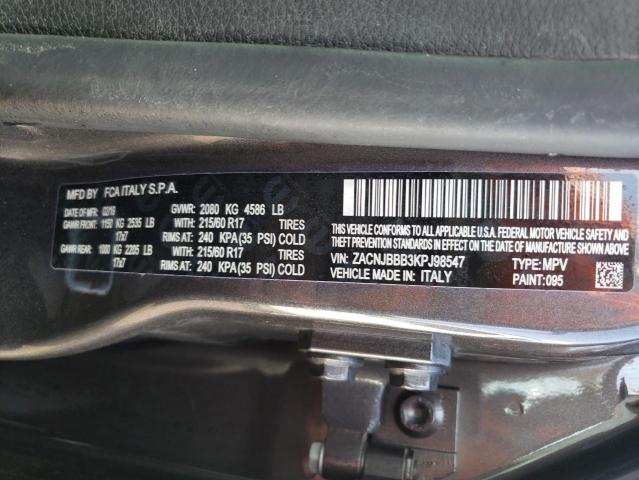 MFD BY FCA ITALY S.P.A.
DATE OF MFD: 02/19 GVWR: 2080 KG 4586 LB
GAWR FRONT: 1150 KG 2535 LB WITH: 215/60 R17 TIRES
17x7 RIMS AT: 240 KPA (35 PSI) COLD
GAWR REAR: 1000 KG 2205 LB WITH: 215/60 R17 TIRES
17x7 RIMS AT: 240 KPA (35 PSI) COLD
THIS VEHICLE CONFORMS TO ALL APPLICABLE U.S.A. FEDERAL MOTOR VEHICLE SAFETY,
BUMPER AND THEFT PREVENTION STANDARDS IN EFFECT ON THE DATE OF MANUFACTURE SHOWN ABOVE.
VIN: ZACNJBBB3KPJ98547 TYPE: MPV
VEHICLE MADE IN ITALY PAINT: 095